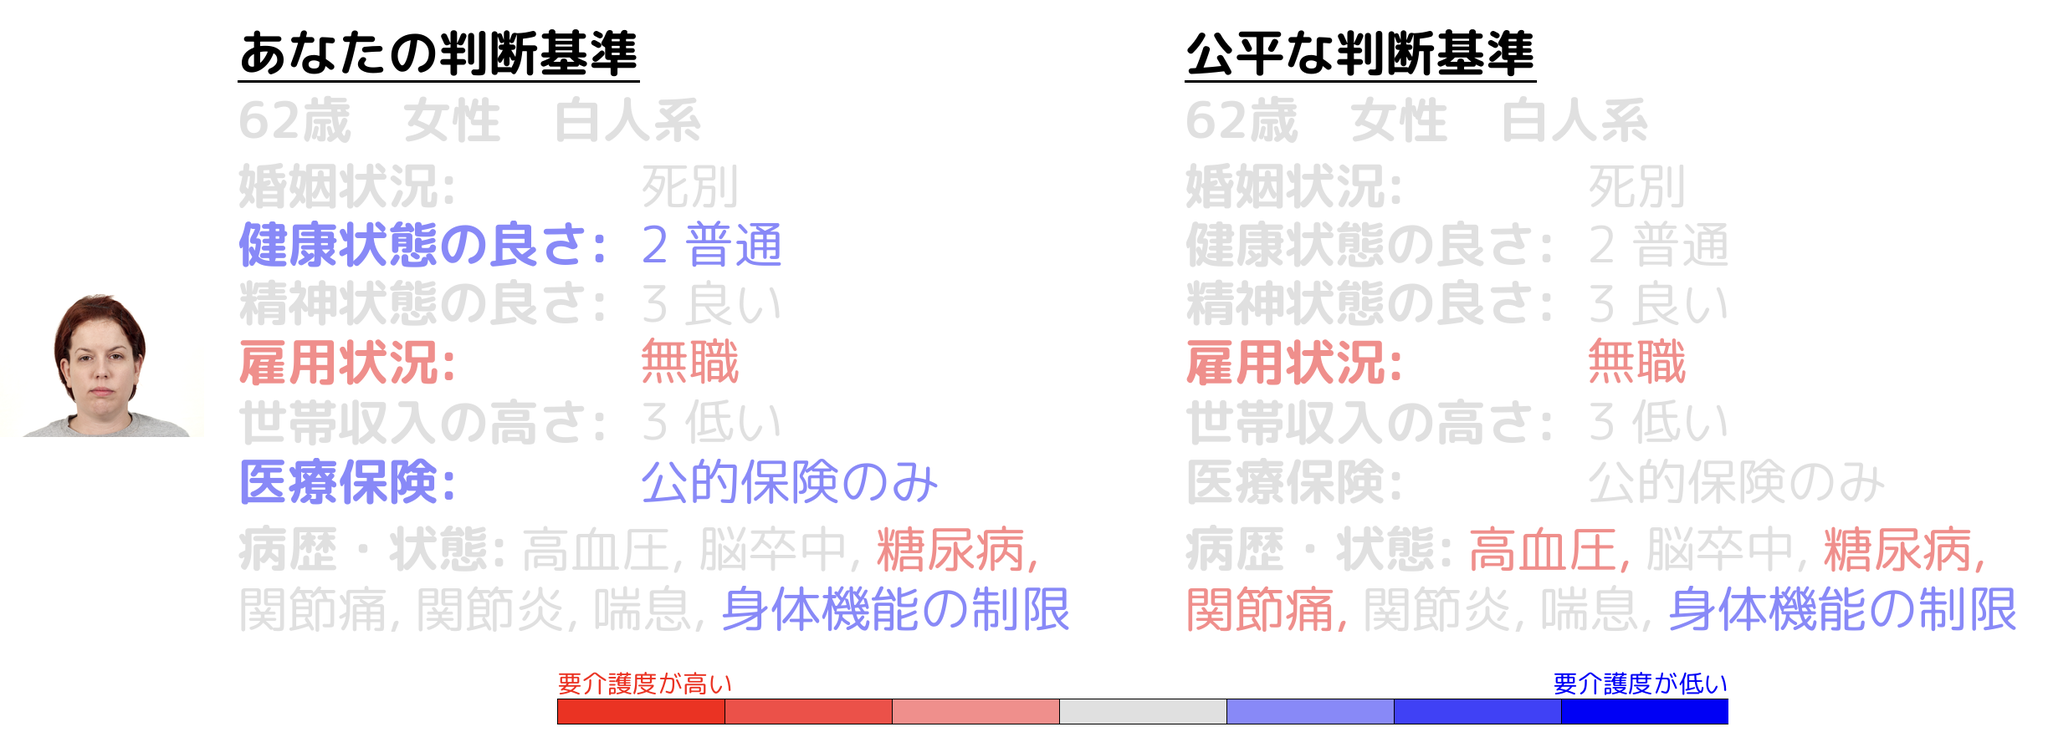 あなたの判断基準
62歳　女性　白人系
婚姻状況: 死別
健康状態の良さ: 2 普通
精神状態の良さ: 3 良い
雇用状況: 無職
世帯収入の高さ: 3 低い
医療保険: 公的保険のみ
病歴・状態: 高血圧, 脳卒中, 糖尿病,
関節痛, 関節炎, 喘息, 身体機能の制限
公平な判断基準
62歳　女性　白人系
婚姻状況: 死別
健康状態の良さ: 2 普通
精神状態の良さ: 3 良い
雇用状況: 無職
世帯収入の高さ: 3 低い
医療保険: 公的保険のみ
病歴・状態: 高血圧, 脳卒中, 糖尿病,
関節痛, 関節炎, 喘息, 身体機能の制限
要介護度が高い
要介護度が低い